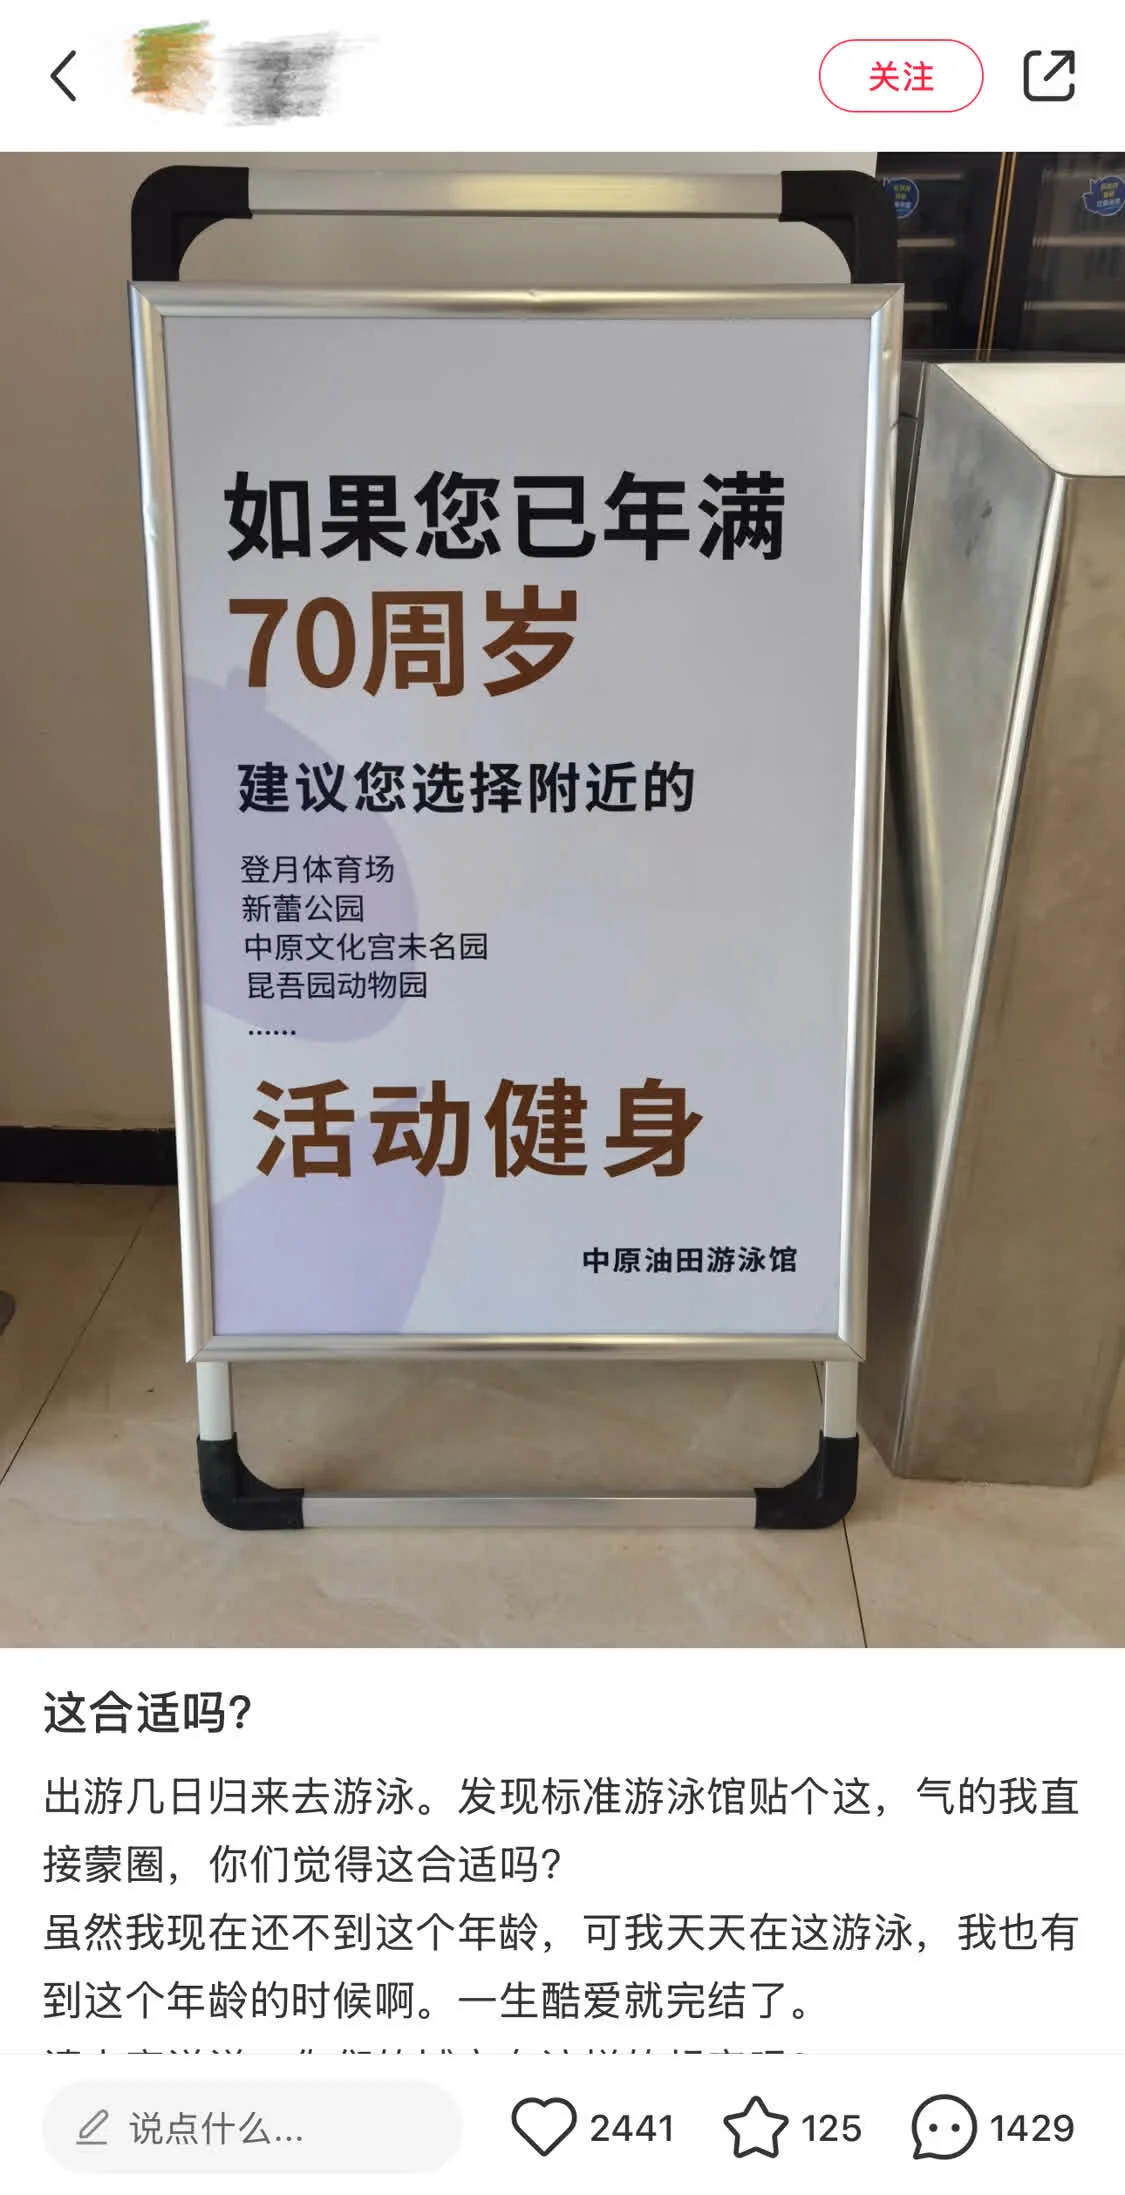 关注
如果您已年满
70周岁
建议您选择附近的
登月体育场
新蕾公园
中原文化宫未名园
昆吾园动物园
......
活动健身
中原油田游泳馆
这合适吗?
出游几日归来去游泳。发现标准游泳馆贴个这，气的我直
接蒙圈，你们觉得这合适吗?
虽然我现在还不到这个年龄，可我天天在这游泳，我也有
到这个年龄的时候啊。一生酷爱就完结了。
说点什么...
2441
125
1429